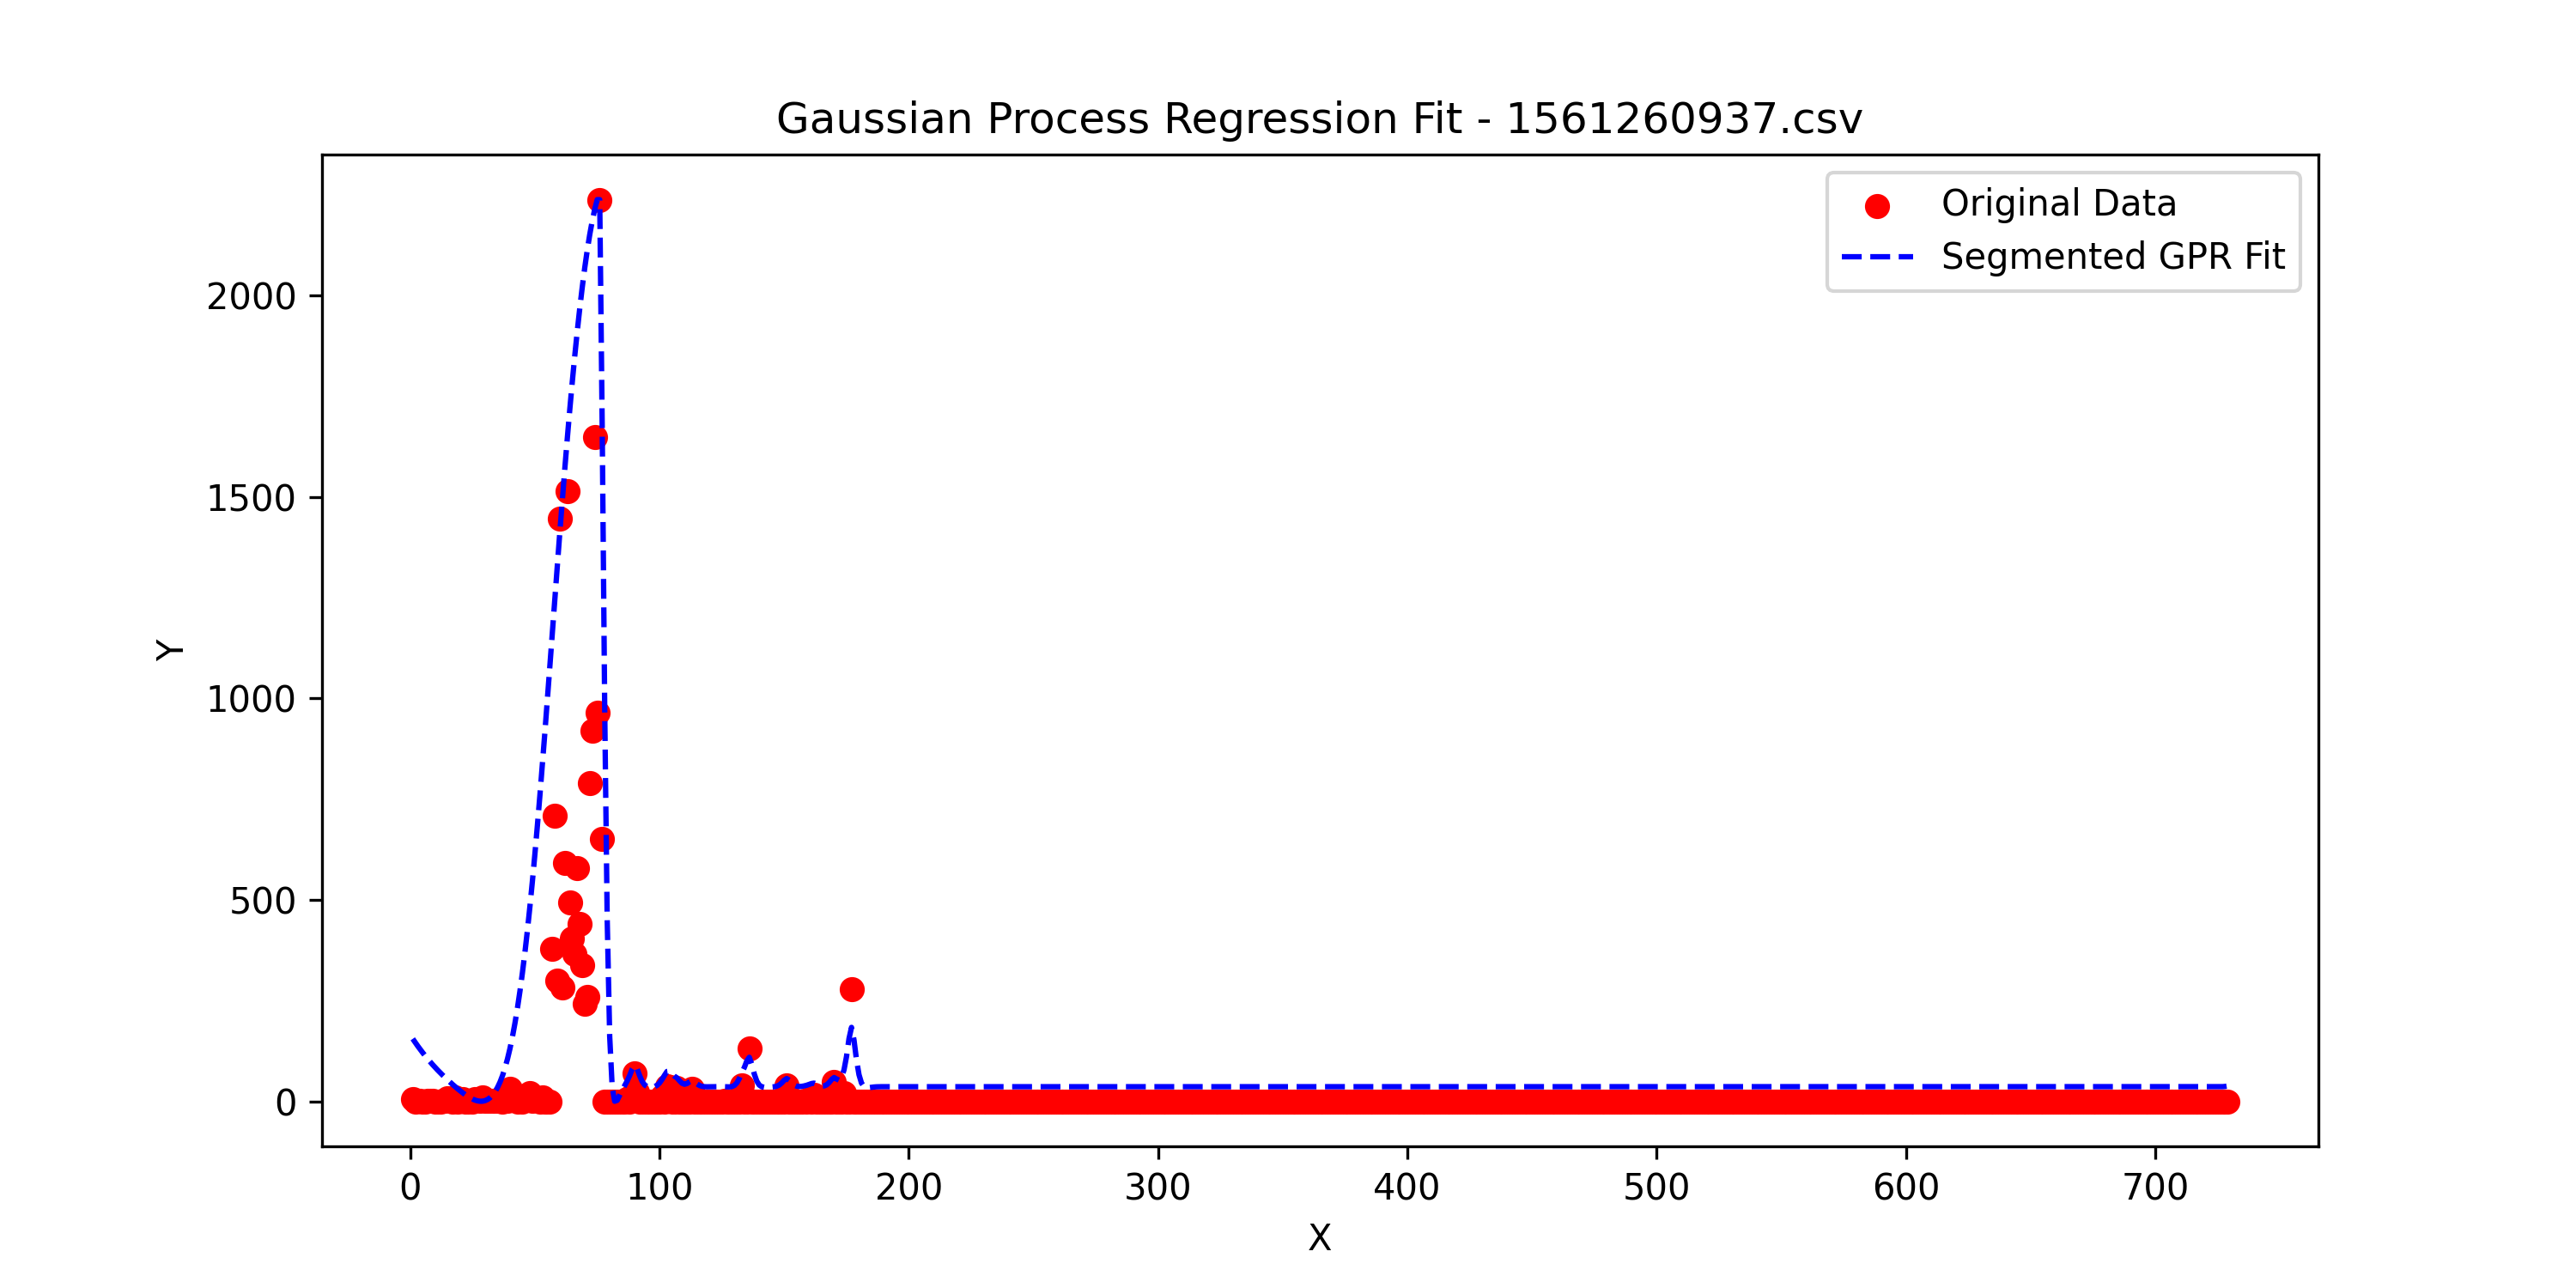 Gaussian Process Regression Fit - 1561260937.csv
Original Data
Segmented GPR Fit
Y
2000
1500
1000
500
0
0 100 200 300 400 500 600 700
X